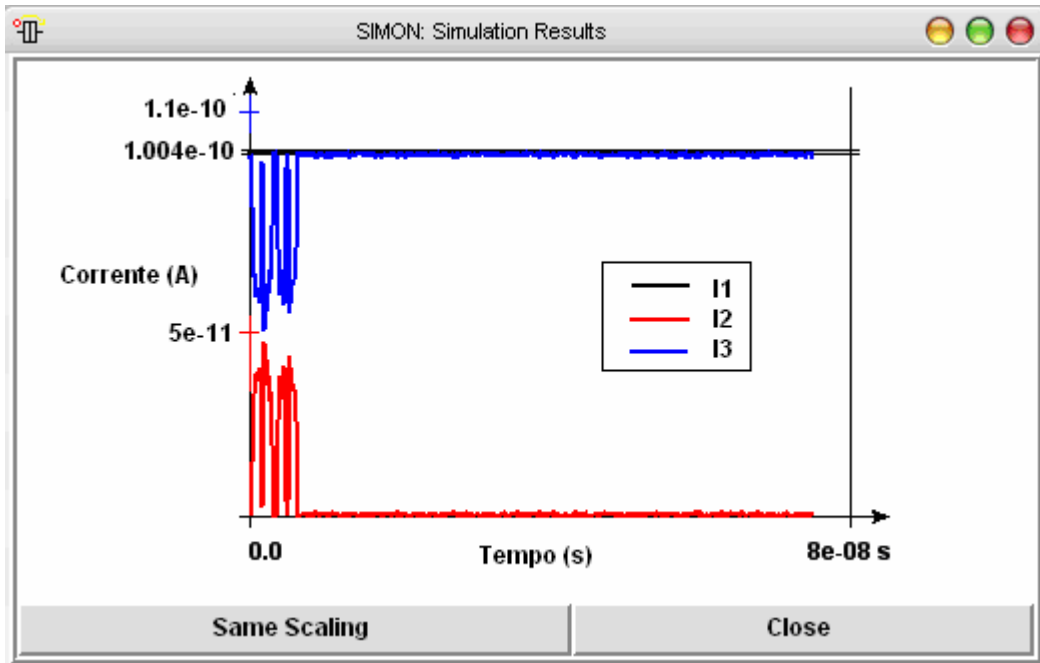 SIMON: Simulation Results
1.1e-10
1.004e-10
Corrente (A)
5e-11
I1
I2
I3
0.0
Tempo (s)
8e-08 s
Same Scaling
Close